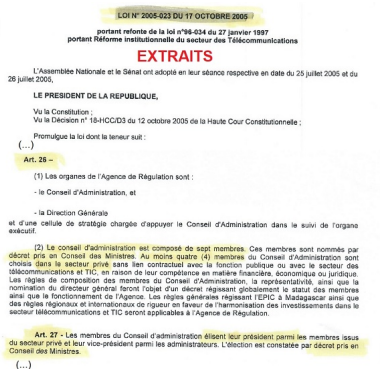 LOI N° 2005-023 DU 17 OCTOBRE 2005
portant refonte de la loi n°96-034 du 27 janvier 1997
portant Réforme institutionnelle du secteur des Télécommunications
EXTRAITS
L'Assemblée Nationale et le Sénat ont adopté en leur séance respective en date du 25 juillet 2005 et du
26 juillet 2005,
LE PRESIDENT DE LA REPUBLIQUE,
Vu la Constitution ;
Vu la Décision n° 18-HCC/D3 du 12 octobre 2005 de la Haute Cour Constitutionnelle ;
Promulgue la loi dont la teneur suit :
(...)
Art. 26 –
(1) Les organes de l'Agence de Régulation sont :
- le Conseil d'Administration, et
- la Direction Générale
et d'une cellule de stratégie chargée d'appuyer le Conseil d'Administration dans le suivi de l'organe
exécutif.
(2) Le conseil d'administration est composé de sept membres. Ces membres sont nommés par
décret pris en Conseil des Ministres. Au moins quatre (4) membres du Conseil d'Administration sont
choisis dans le secteur privé sans lien contractuel avec la fonction publique ou avec le secteur des
télécommunications et TIC, en raison de leur compétence en matière financière, économique ou juridique.
Les règles de composition des membres du Conseil d'Administration, la représentativité, ainsi que la
nomination du directeur général feront l'objet d'un décret régissant globalement le statut des membres
ainsi que le fonctionnement de l'Agence. Les règles générales régissant l'EPIC à Madagascar ainsi que
des règles régionaux et internationaux de rigueur en faveur de l'harmonisation des investissements dans le
secteur télécommunications et TIC seront applicables à l'Agence de Régulation.
Art. 27 - Les membres du Conseil d'administration élisent leur président parmi les membres issus
du secteur privé et leur vice-président parmi les administrateurs. L'élection est constatée par décret pris en
Conseil des Ministres.
(...)